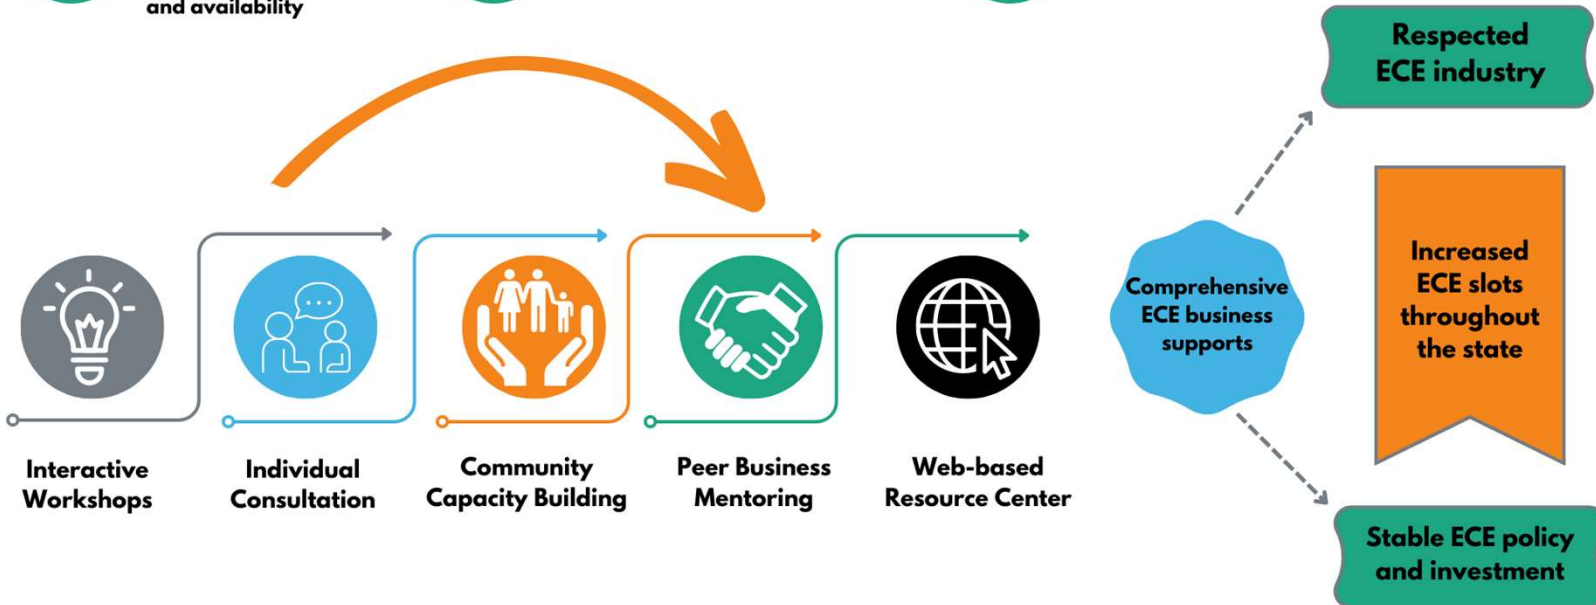 and availability
Interactive
Workshops
Individual
Consultation
Community
Capacity Building
Peer Business
Mentoring
Web-based
Resource Center
Comprehensive
ECE business
supports
Respected
ECE industry
Increased
ECE slots
throughout
the state
Stable ECE policy
and investment